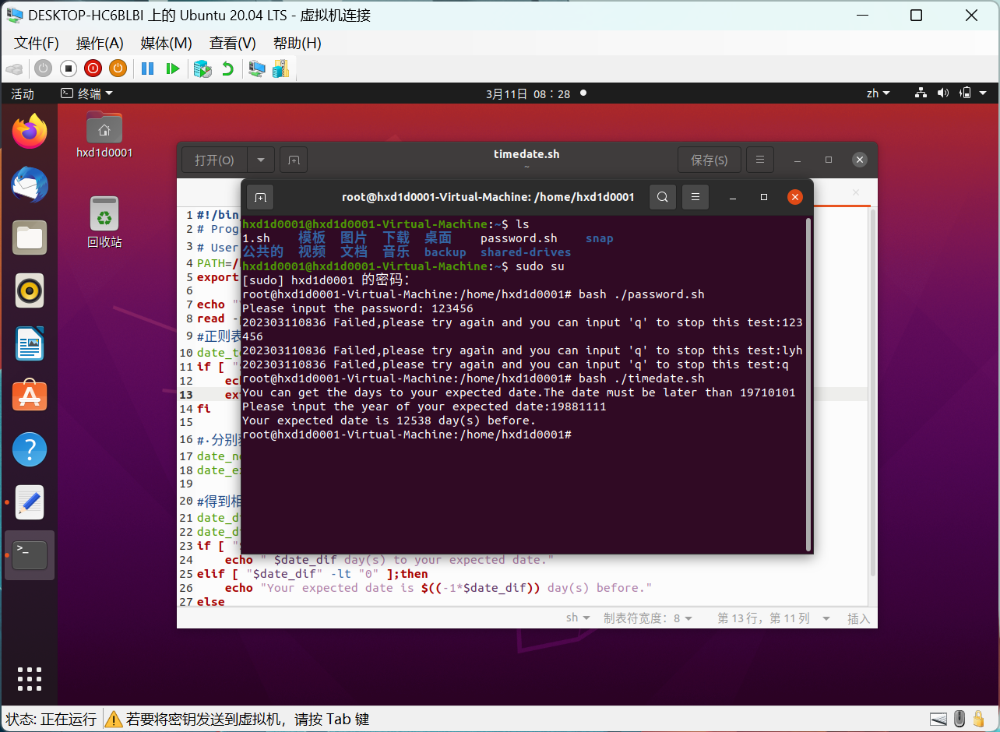 DESKTOP-HC6BLBI 上的 Ubuntu 20.04 LTS - 虚拟机连接
文件(F) 操作(A) 媒体(M) 查看(V) 帮助(H)
活动 终端 3月11日 08：28 zh
hxd1d0001
回收站
打开(O) timedate.sh 保存(S)
~
root@hxd1d0001-Virtual-Machine: /home/hxd1d0001
hxd1d0001@hxd1d0001-Virtual-Machine:~$ ls
1.sh 模板 图片 下载 桌面 password.sh snap
公共的 视频 文档 音乐 backup shared-drives
hxd1d0001@hxd1d0001-Virtual-Machine:~$ sudo su
[sudo] hxd1d0001 的密码：
root@hxd1d0001-Virtual-Machine:/home/hxd1d0001# bash ./password.sh
Please input the password: 123456
202303110836 Failed,please try again and you can input 'q' to stop this test:123
456
202303110836 Failed,please try again and you can input 'q' to stop this test:lyh
202303110836 Failed,please try again and you can input 'q' to stop this test:q
root@hxd1d0001-Virtual-Machine:/home/hxd1d0001# bash ./timedate.sh
You can get the days to your expected date.The date must be later than 19710101
Please input the year of your expected date:19881111
Your expected date is 12538 day(s) before.
root@hxd1d0001-Virtual-Machine:/home/hxd1d0001#
1 #!/bin
2 # Prog
3 # User
4 PATH=/
5 export
6
7 echo "
8 read -
9 #正则表
10 date_t
11 if [ "
12 ec
13 ex
14 fi
15
16 #·分别
17 date_n
18 date_e
19
20 #得到相
21 date_d
22 date_d
23 if [ "
24 echo " $date_dif day(s) to your expected date."
25 elif [ "$date_dif" -lt "0" ];then
26 echo "Your expected date is $((-1*$date_dif)) day(s) before."
27 else
sh 制表符宽度：8 第 13 行，第 11 列 插入
状态: 正在运行 若要将密钥发送到虚拟机，请按 Tab 键